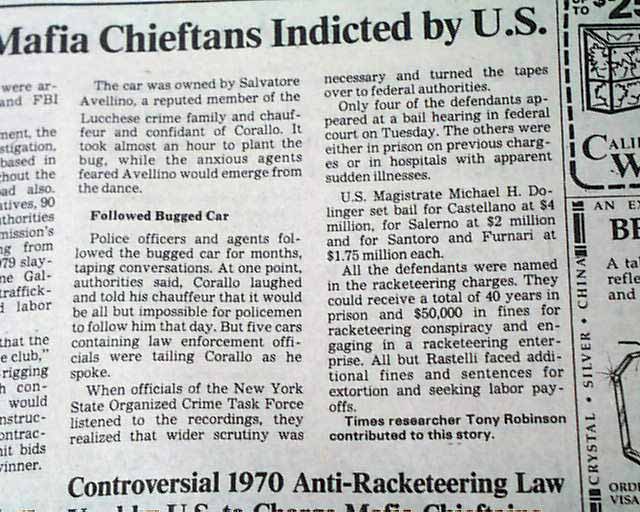 Mafia Chieftans Indicted by U.S.
were ar-
and FBI
ment, the
stigation,
based in
hout the
ad also.
atives, 90
thorities
mission's
ng from
79 slay-
ne Gal-
traffick-
d labor
that the
e club,"
rigging
h con-
would
nstruc-
ontrac-
it bids
winner.
The car was owned by Salvatore
Avellino, a reputed member of the
Lucchese crime family and chauf-
feur and confidant of Corallo. It
took almost an hour to plant the
bug, while the anxious agents
feared Avellino would emerge from
the dance.
Followed Bugged Car
Police officers and agents fol-
lowed the bugged car for months,
taping conversations. At one point,
authorities said, Corallo laughed
and told his chauffeur that it would
be all but impossible for policemen
to follow him that day. But five cars
containing law enforcement offi-
cials were tailing Corallo as he
spoke.
When officials of the New York
State Organized Crime Task Force
listened to the recordings, they
realized that wider scrutiny was
necessary and turned the tapes
over to federal authorities.
Only four of the defendants ap-
peared at a bail hearing in federal
court on Tuesday. The others were
either in prison on previous charg-
es or in hospitals with apparent
sudden illnesses.
U.S. Magistrate Michael H. Do-
linger set bail for Castellano at $4
million, for Salerno at $2 million
and for Santoro and Furnari at
$1.75 million each.
All the defendants were named
in the racketeering charges. They
could receive a total of 40 years in
prison and $50,000 in fines for
racketeering conspiracy and en-
gaging in a racketeering enter-
prise. All but Rastelli faced addi-
tional fines and sentences for
extortion and seeking labor pay-
offs.
Times researcher Tony Robinson
contributed to this story.
Controversial 1970 Anti-Racketeering Law
Used by U.S. to Charge Mafia Chieftains
TO
CALI
W
AN EX
BE
A ta
refle
and
CRYSTAL • SILVER • CHINA
ORD
VISA